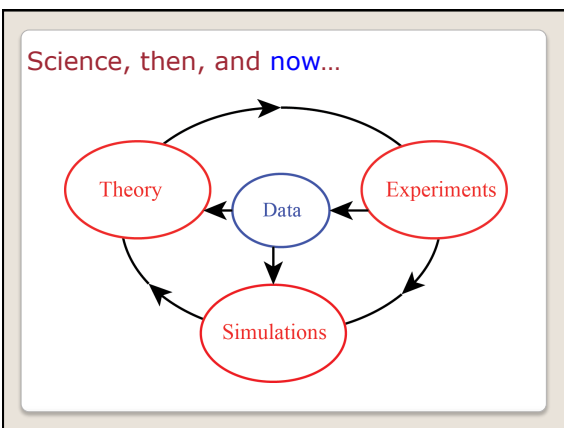 Science, then, and now...
Theory
Data
Experiments
Simulations